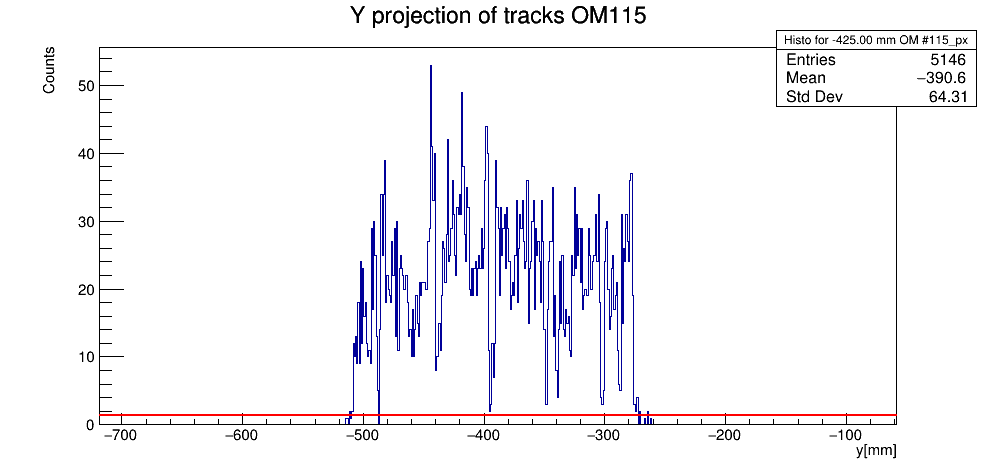 Y projection of tracks OM115
Histo for -425.00 mm OM #115_px
Entries 5146
Mean −390.6
Std Dev 64.31
Counts
50
40
30
20
10
0
−700 −600 −500 −400 −300 −200 −100
y[mm]